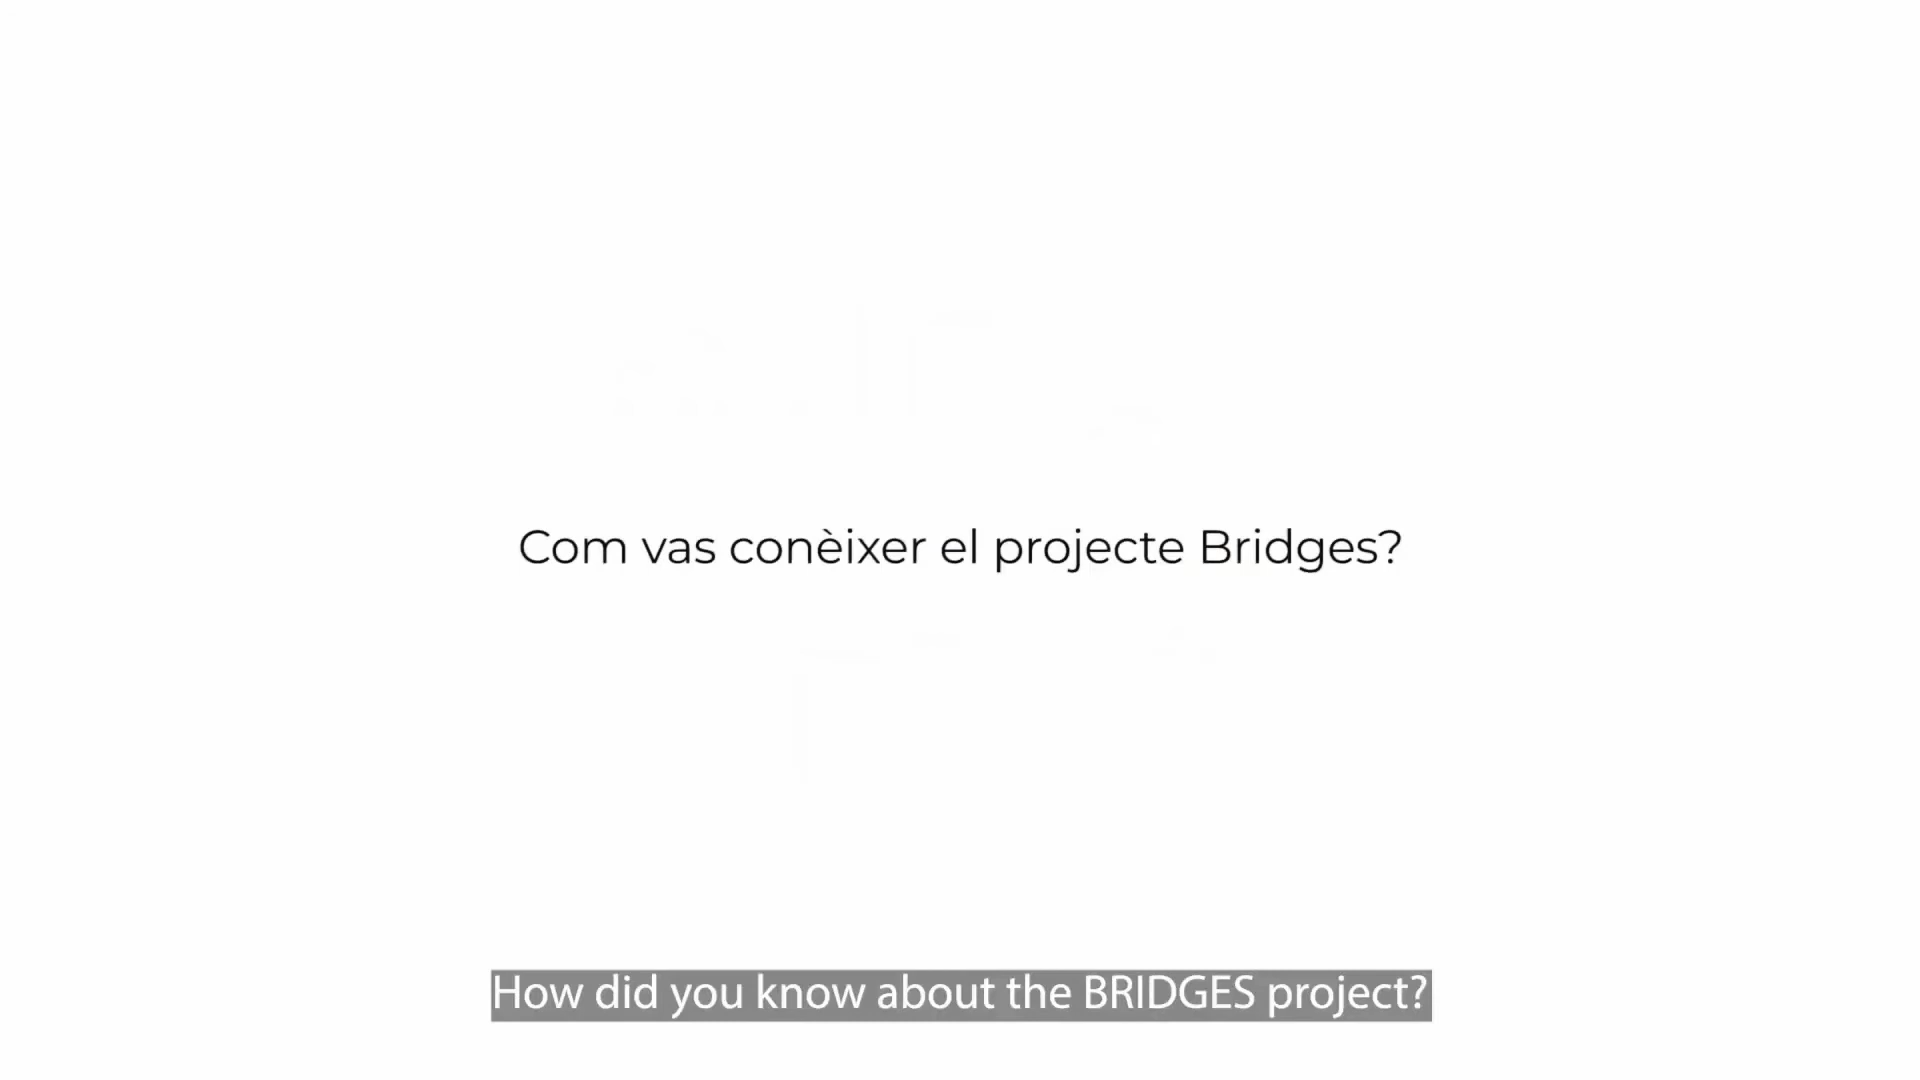 Com vas conèixer el projecte Bridges?
How did you know about the BRIDGES project?